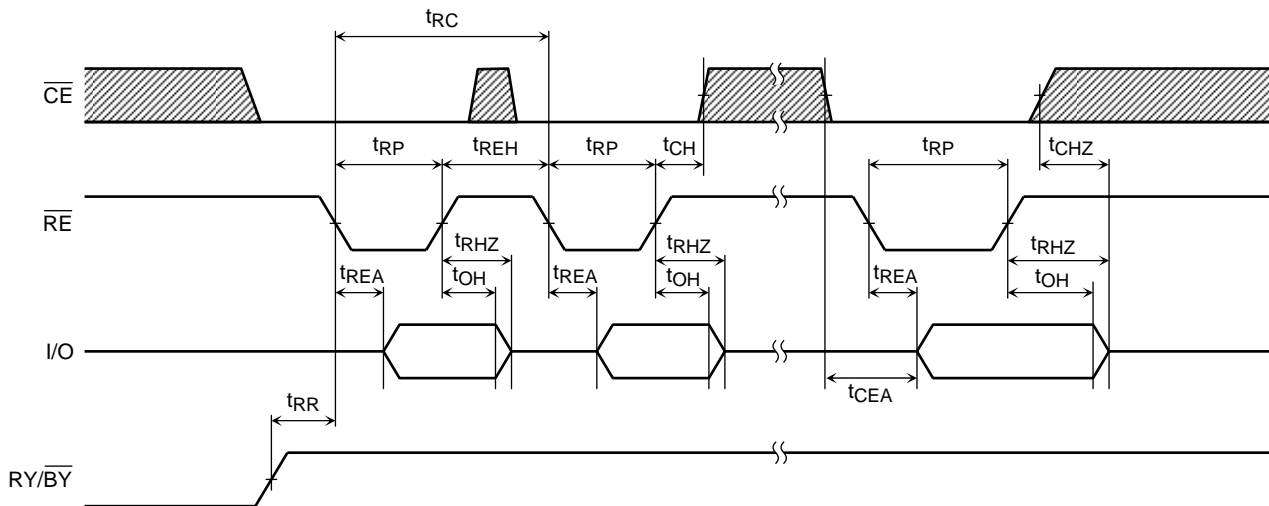 tRC
CE
tRP tREH tRP tCH tRP tCHZ
RE
tRHZ tRHZ tRHZ
tREA tOH tREA tOH tREA tOH
I/O
tCEA
tRR
RY/BY